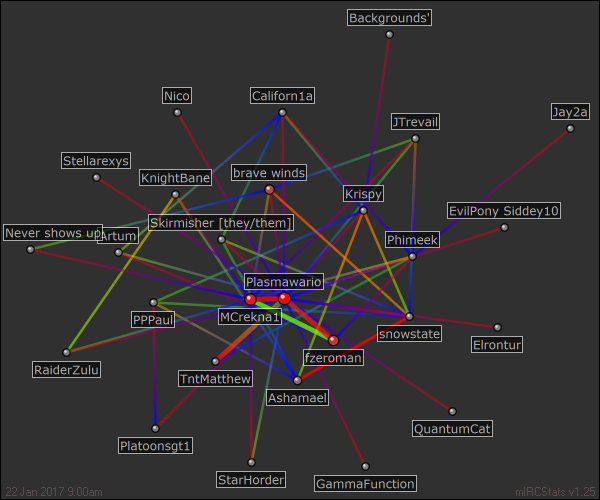 Backgrounds'
Nico
Californ1a
Jay2a
JTrevail
Stellarexys
KnightBane
brave winds
Krispy
EvilPony Siddey10
Never shows up
Artum
Skirmisher [they/them]
Phimeek
Plasmawario
PPPaul
MCrekna1
snowstate
RaiderZulu
TntMatthew
fzeroman
Elrontur
Ashamael
QuantumCat
Platoonsgt1
StarHorder
GammaFunction
22 Jan 2017 9:00am
mIRCStats v1.25